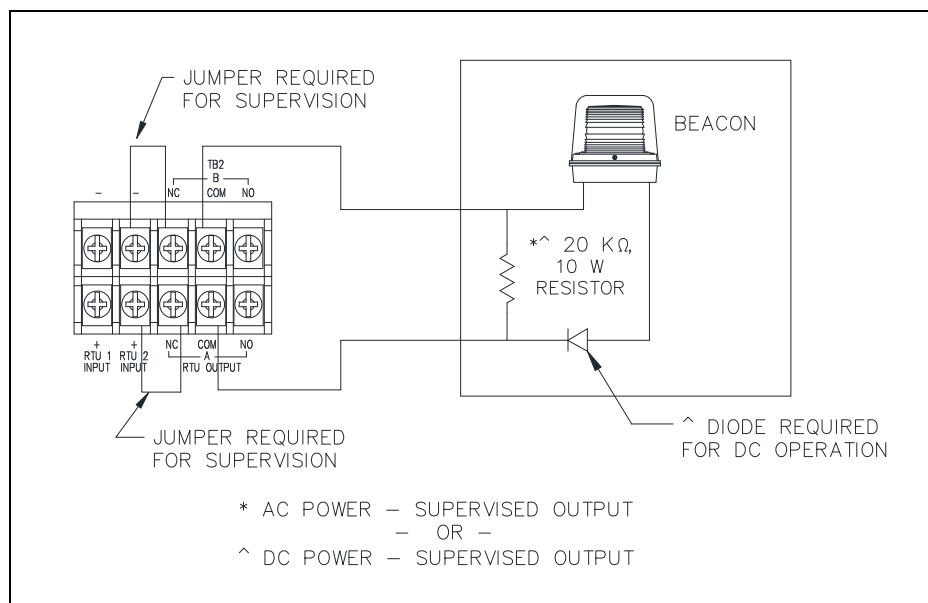 JUMPER REQUIRED
FOR SUPERVISION
BEACON
TB2
B
- - NC COM NO
*^ 20 KΩ,
10 W
RESISTOR
+ + NC COM NO
RTU 1 RTU 2 A
INPUT INPUT RTU OUTPUT
JUMPER REQUIRED
FOR SUPERVISION
^ DIODE REQUIRED
FOR DC OPERATION
* AC POWER – SUPERVISED OUTPUT
– OR –
^ DC POWER – SUPERVISED OUTPUT